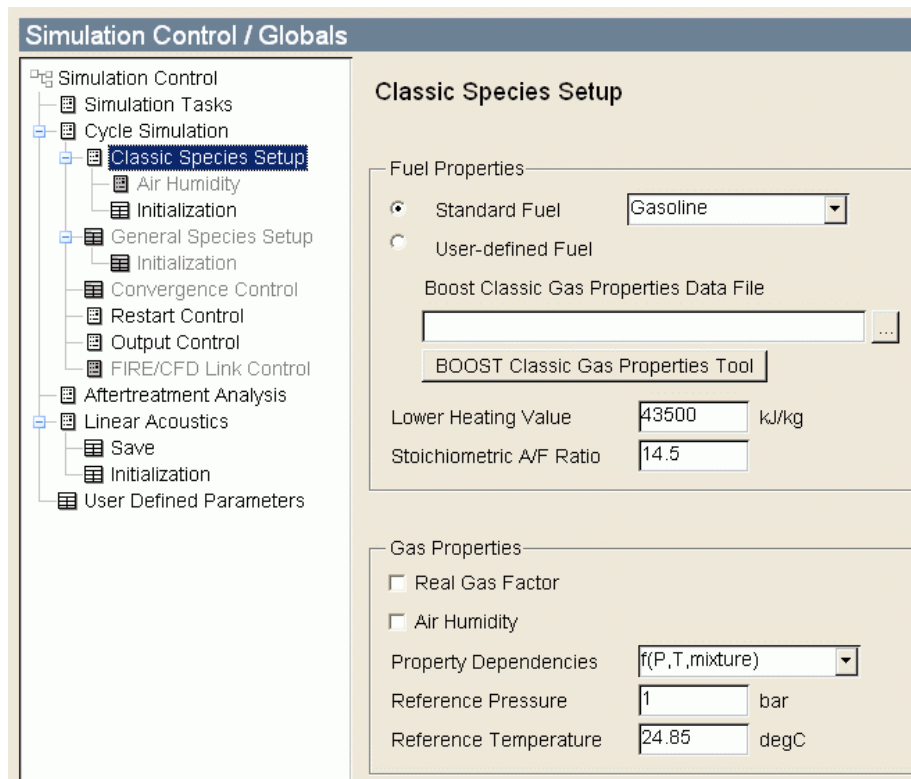 Simulation Control / Globals
Simulation Control
Simulation Tasks
Cycle Simulation
Classic Species Setup
Air Humidity
Initialization
General Species Setup
Initialization
Convergence Control
Restart Control
Output Control
FIRE/CFD Link Control
Aftertreatment Analysis
Linear Acoustics
Save
Initialization
User Defined Parameters
Classic Species Setup
Fuel Properties
Standard Fuel Gasoline
User-defined Fuel
Boost Classic Gas Properties Data File
...
BOOST Classic Gas Properties Tool
Lower Heating Value 43500 kJ/kg
Stoichiometric A/F Ratio 14.5
Gas Properties
Real Gas Factor
Air Humidity
Property Dependencies f(P,T,mixture)
Reference Pressure 1 bar
Reference Temperature 24.85 degC